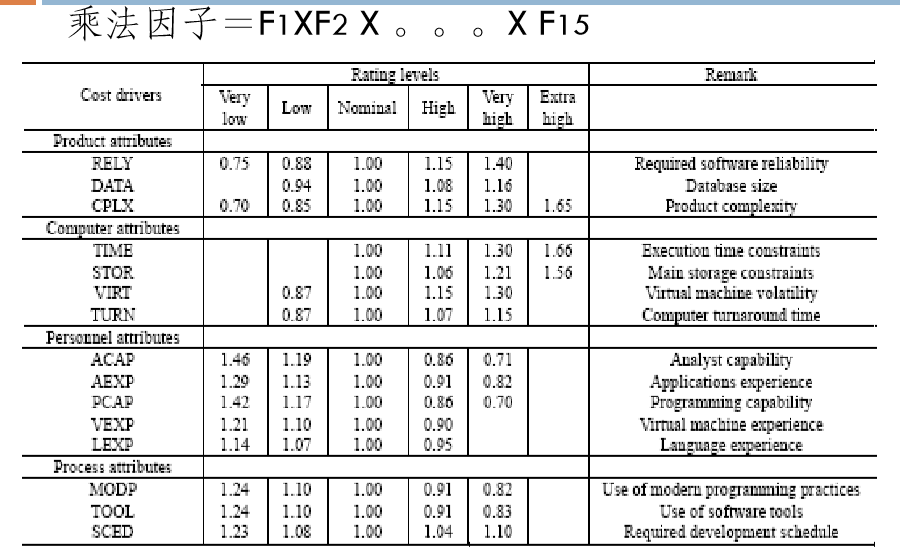 乘法因子＝F1XF2 X 。。。X F15
Rating levels Remark
Cost drivers Very low Low Nominal High Very high Extra high
Product attributes
RELY 0.75 0.88 1.00 1.15 1.40 Required software reliability
DATA 0.94 1.00 1.08 1.16 Database size
CPLX 0.70 0.85 1.00 1.15 1.30 1.65 Product complexity
Computer attributes
TIME 1.00 1.11 1.30 1.66 Execution time constraints
STOR 1.00 1.06 1.21 1.56 Main storage constraints
VIRT 0.87 1.00 1.15 1.30 Virtual machine volatility
TURN 0.87 1.00 1.07 1.15 Computer turnaround time
Personnel attributes
ACAP 1.46 1.19 1.00 0.86 0.71 Analyst capability
AEXP 1.29 1.13 1.00 0.91 0.82 Applications experience
PCAP 1.42 1.17 1.00 0.86 0.70 Programming capability
VEXP 1.21 1.10 1.00 0.90 Virtual machine experience
LEXP 1.14 1.07 1.00 0.95 Language experience
Process attributes
MODP 1.24 1.10 1.00 0.91 0.82 Use of modern programming practices
TOOL 1.24 1.10 1.00 0.91 0.83 Use of software tools
SCED 1.23 1.08 1.00 1.04 1.10 Required development schedule